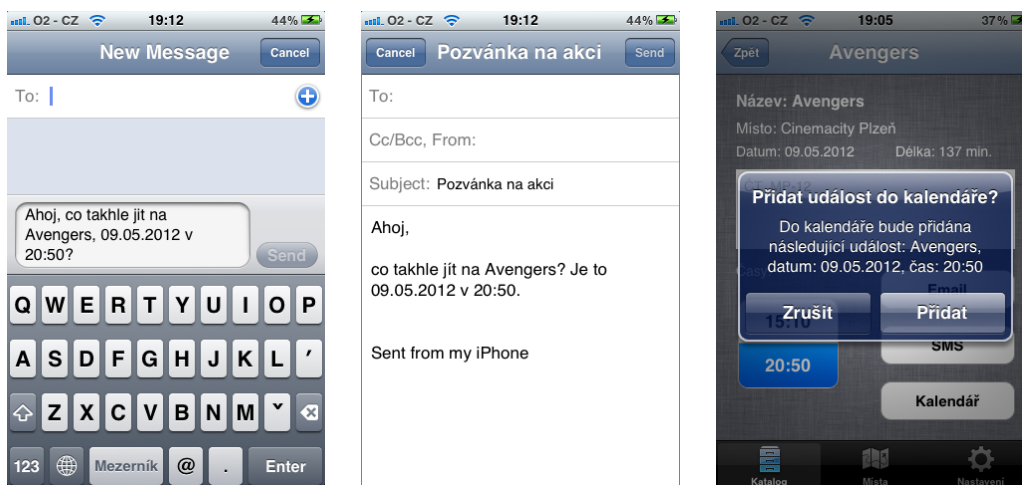 O2 - CZ 19:12 44%
New Message Cancel
To:
Ahoj, co takhle jit na
Avengers, 09.05.2012 v
20:50?
Send
Q W E R T Y U I O P
A S D F G H J K L ′
Z X C V B N M ˇ
123 Mezerník @ . Enter
O2 - CZ 19:12 44%
Cancel Pozvánka na akci Send
To:
Cc/Bcc, From:
Subject: Pozvánka na akci
Ahoj,
co takhle jít na Avengers? Je to
09.05.2012 v 20:50.
Sent from my iPhone
O2 - CZ 19:05 37%
Zpět Avengers
Název: Avengers
Místo: Cinemacity Plzeň
Datum: 09.05.2012 Délka: 137 min.
ČT, MP-12
Přidat událost do kalendáře?
Do kalendáře bude přidána
následující událost: Avengers,
datum: 09.05.2012, čas: 20:50
Časy
Email
Zrušit Přidat
15:10
SMS
20:50
Kalendář
Katalog Místa Nastavení